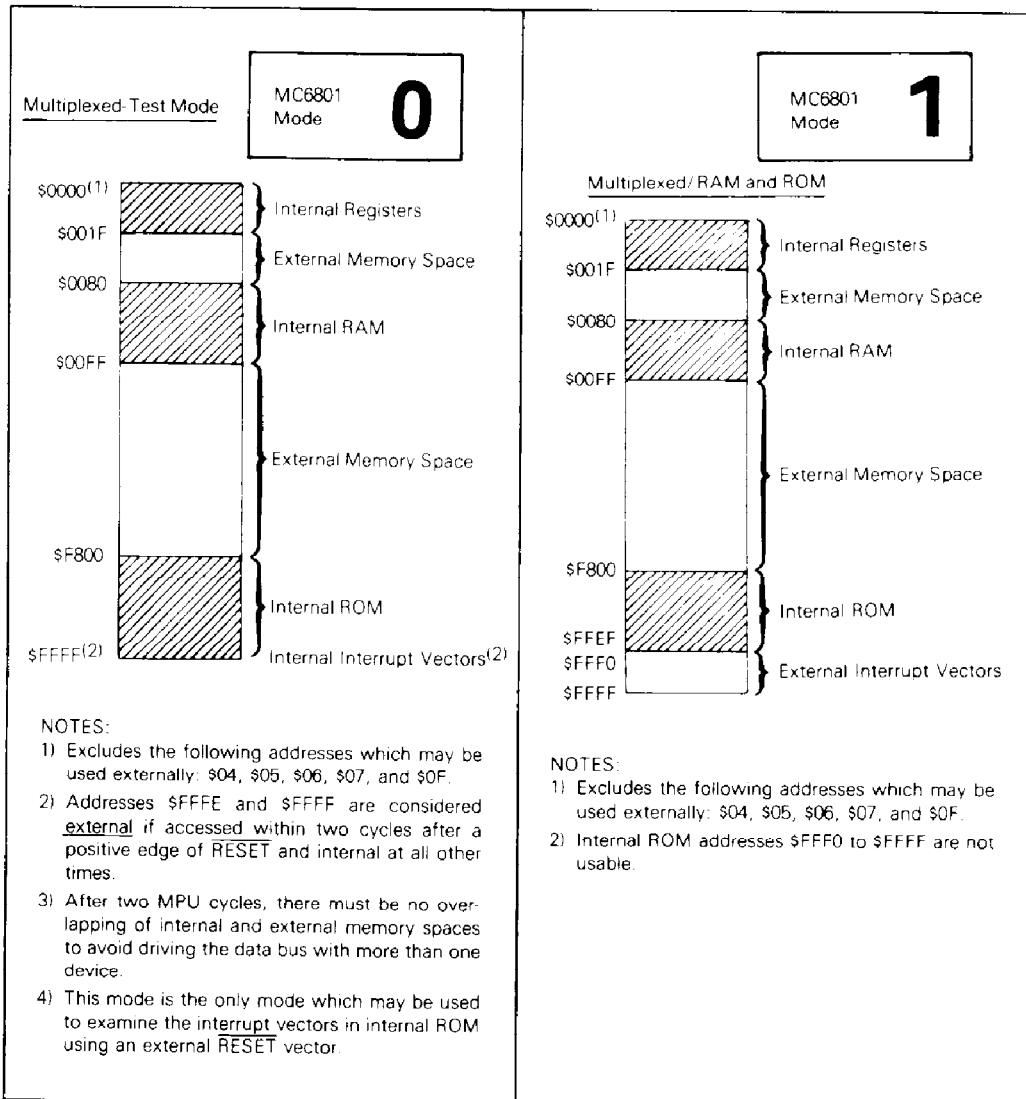 Multiplexed-Test Mode
MC6801
Mode
0
$0000(1)
Internal Registers
$001F
External Memory Space
$0080
Internal RAM
$00FF
External Memory Space
$F800
Internal ROM
$FFFF(2)
Internal Interrupt Vectors(2)
NOTES:
1) Excludes the following addresses which may be
used externally: $04, $05, $06, $07, and $0F.
2) Addresses $FFFE and $FFFF are considered
external if accessed within two cycles after a
positive edge of RESET and internal at all other
times.
3) After two MPU cycles, there must be no over-
lapping of internal and external memory spaces
to avoid driving the data bus with more than one
device.
4) This mode is the only mode which may be used
to examine the interrupt vectors in internal ROM
using an external RESET vector.
MC6801
Mode
1
Multiplexed/RAM and ROM
$0000(1)
Internal Registers
$001F
External Memory Space
$0080
Internal RAM
$00FF
External Memory Space
$F800
Internal ROM
$FFEF
$FFF0
External Interrupt Vectors
$FFFF
NOTES:
1) Excludes the following addresses which may be
used externally: $04, $05, $06, $07, and $0F.
2) Internal ROM addresses $FFF0 to $FFFF are not
usable.